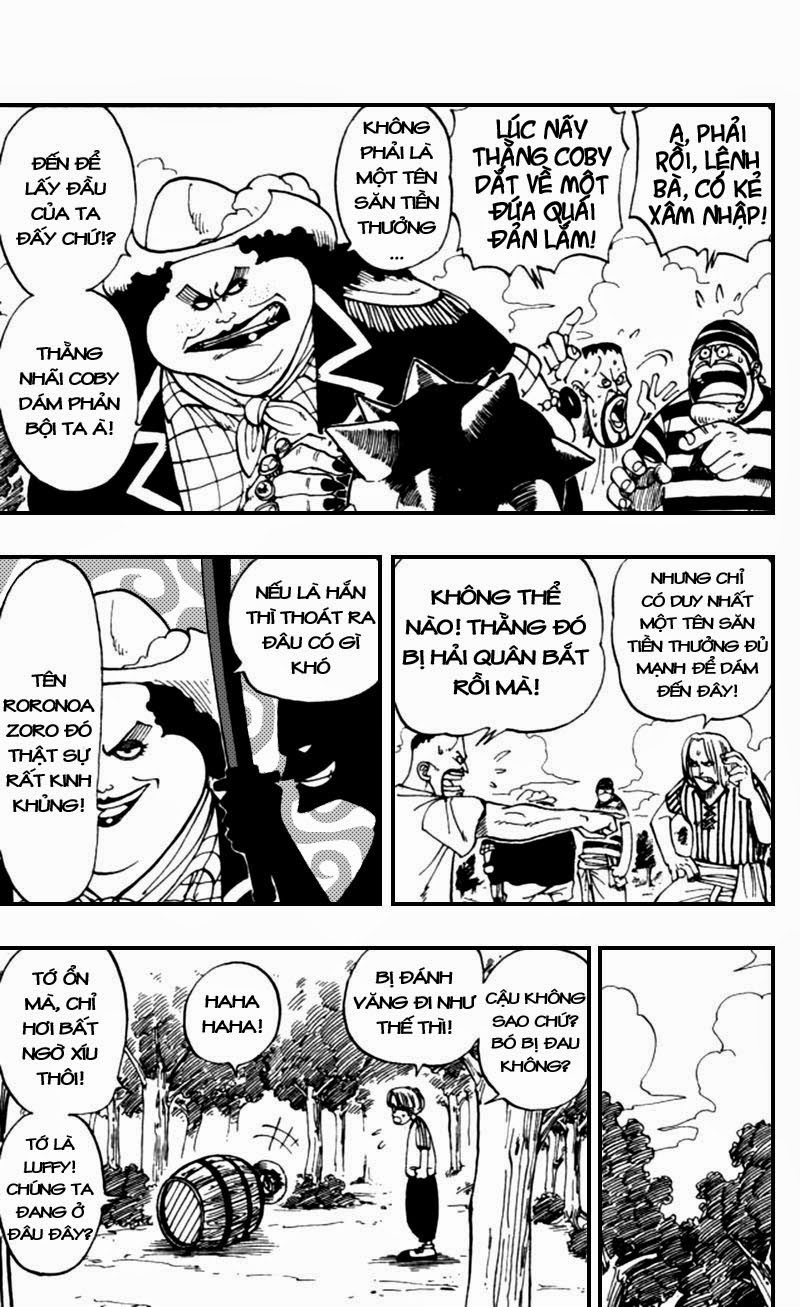 A, PHẢI
RỒI, LỆNH
BÀ, CÓ KẺ
XÂM NHẬP!
LÚC NÃY
THẰNG COBY
DẮT VỀ MỘT
ĐỨA QUÁI
ĐẢN LẮM!
KHÔNG
PHẢI LÀ
MỘT TÊN
SĂN TIỀN
THƯỞNG
...
ĐẾN ĐỂ
LẤY ĐẦU
CỦA TA
ĐẤY CHỨ!?
THẰNG
NHÃI COBY
DÁM PHẢN
BỘI TA À!
NHƯNG CHỈ
CÓ DUY NHẤT
MỘT TÊN SĂN
TIỀN THƯỞNG ĐỦ
MẠNH ĐỂ DÁM
ĐẾN ĐÂY!
KHÔNG THỂ
NÀO! THẰNG ĐÓ
BỊ HẢI QUÂN BẮT
RỒI MÀ!
NẾU LÀ HẮN
THÌ THOÁT RA
ĐÂU CÓ GÌ
KHÓ
TÊN
RORONOA
ZORO ĐÓ
THẬT SỰ
RẤT KINH
KHỦNG!
CẬU KHÔNG
SAO CHỨ?
BÓ BỊ ĐAU
KHÔNG?
BỊ ĐÁNH
VĂNG ĐI NHƯ
THẾ THÌ!
HAHA
HAHA!
TỚ ỔN
MÀ, CHỈ
HƠI BẤT
NGỜ XÍU
THÔI!
TỚ LÀ
LUFFY!
CHÚNG TA
ĐANG Ở
ĐÂU ĐÂY?